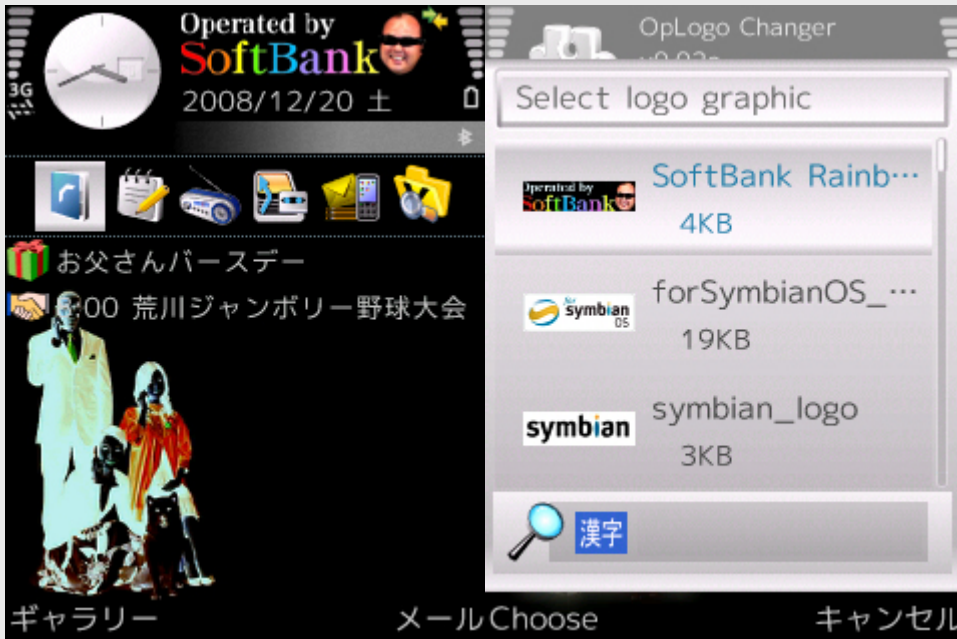 Operated by
SoftBank
3G
2008/12/20 土
お父さんバースデー
:00 荒川ジャンボリー野球大会
ギャラリー
メール
OpLogo Changer
Select logo graphic
Operated by
SoftBank
SoftBank Rainb…
4KB
for
symbian
OS
forSymbianOS_…
19KB
symbian
symbian_logo
3KB
漢字
Choose
キャンセル